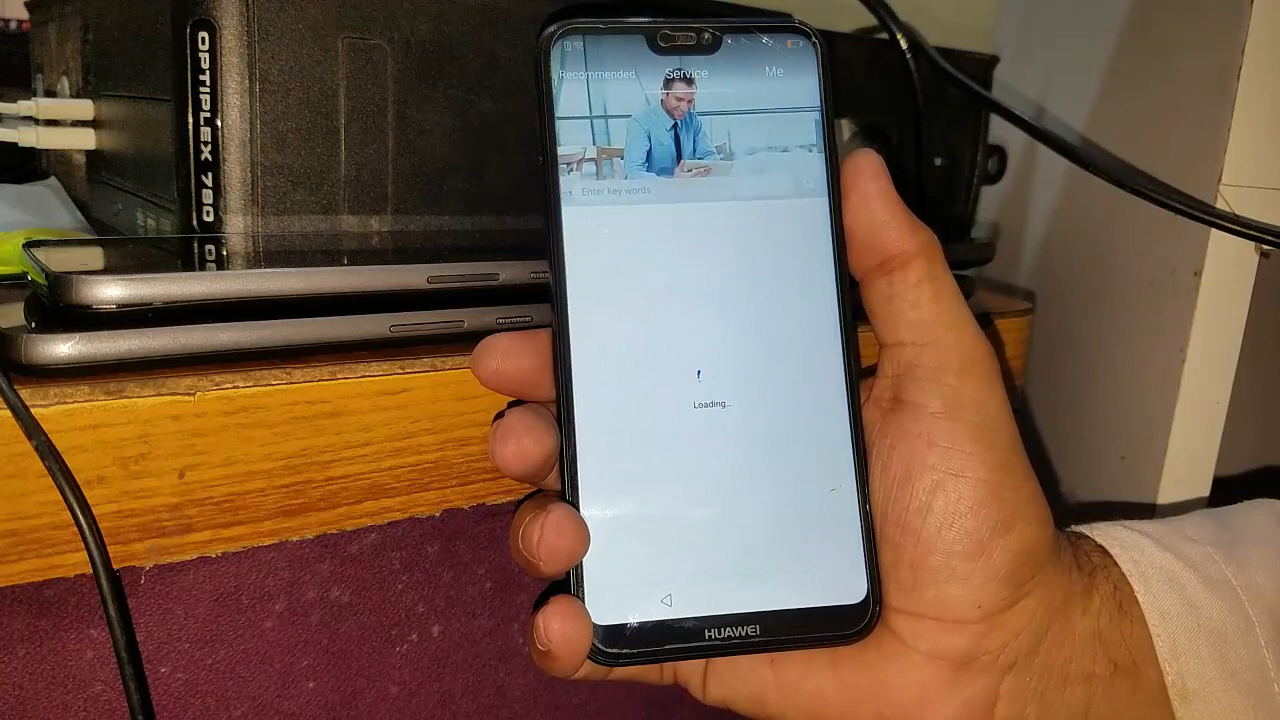 OPTIPLEX 780
Recommended
Service
Me
Enter key words
Loading...
HUAWEI